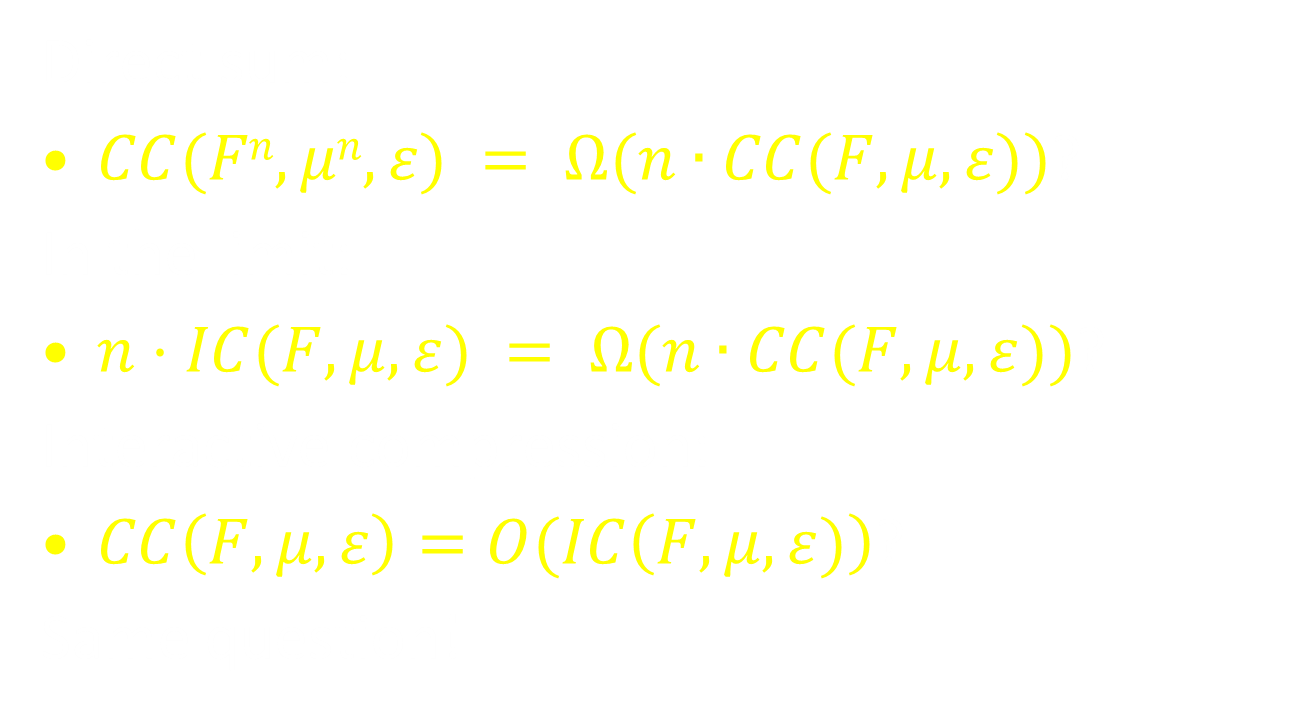 • 𝐶𝐶(𝐹ⁿ, 𝜇ⁿ, 𝜀) = Ω(𝑛 ⋅ 𝐶𝐶(𝐹, 𝜇, 𝜀))
• 𝑛 ⋅ 𝐼𝐶(𝐹, 𝜇, 𝜀) = Ω(𝑛 ⋅ 𝐶𝐶(𝐹, 𝜇, 𝜀))
• 𝐶𝐶(𝐹, 𝜇, 𝜀) = 𝑂(𝐼𝐶(𝐹, 𝜇, 𝜀))